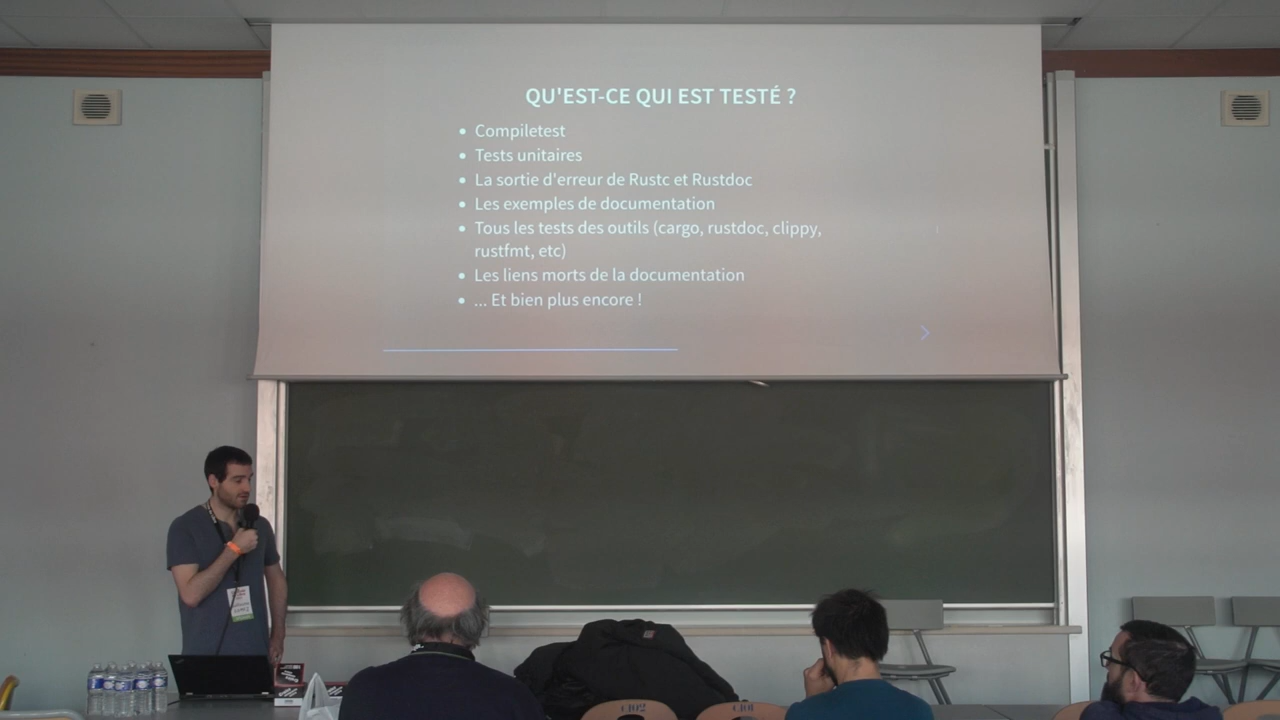 QU'EST-CE QUI EST TESTÉ ?
• Compiletest
• Tests unitaires
• La sortie d'erreur de Rustc et Rustdoc
• Les exemples de documentation
• Tous les tests des outils (cargo, rustdoc, clippy,
rustfmt, etc)
• Les liens morts de la documentation
• ... Et bien plus encore !